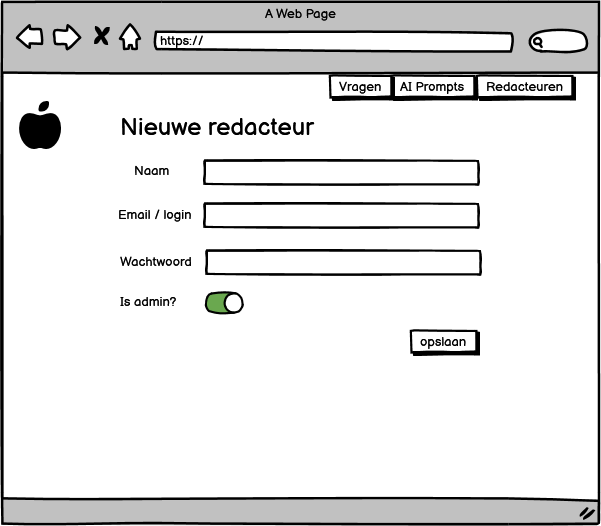 A Web Page
https://
Vragen AI Prompts Redacteuren
Nieuwe redacteur
Naam
Email / login
Wachtwoord
Is admin?
opslaan